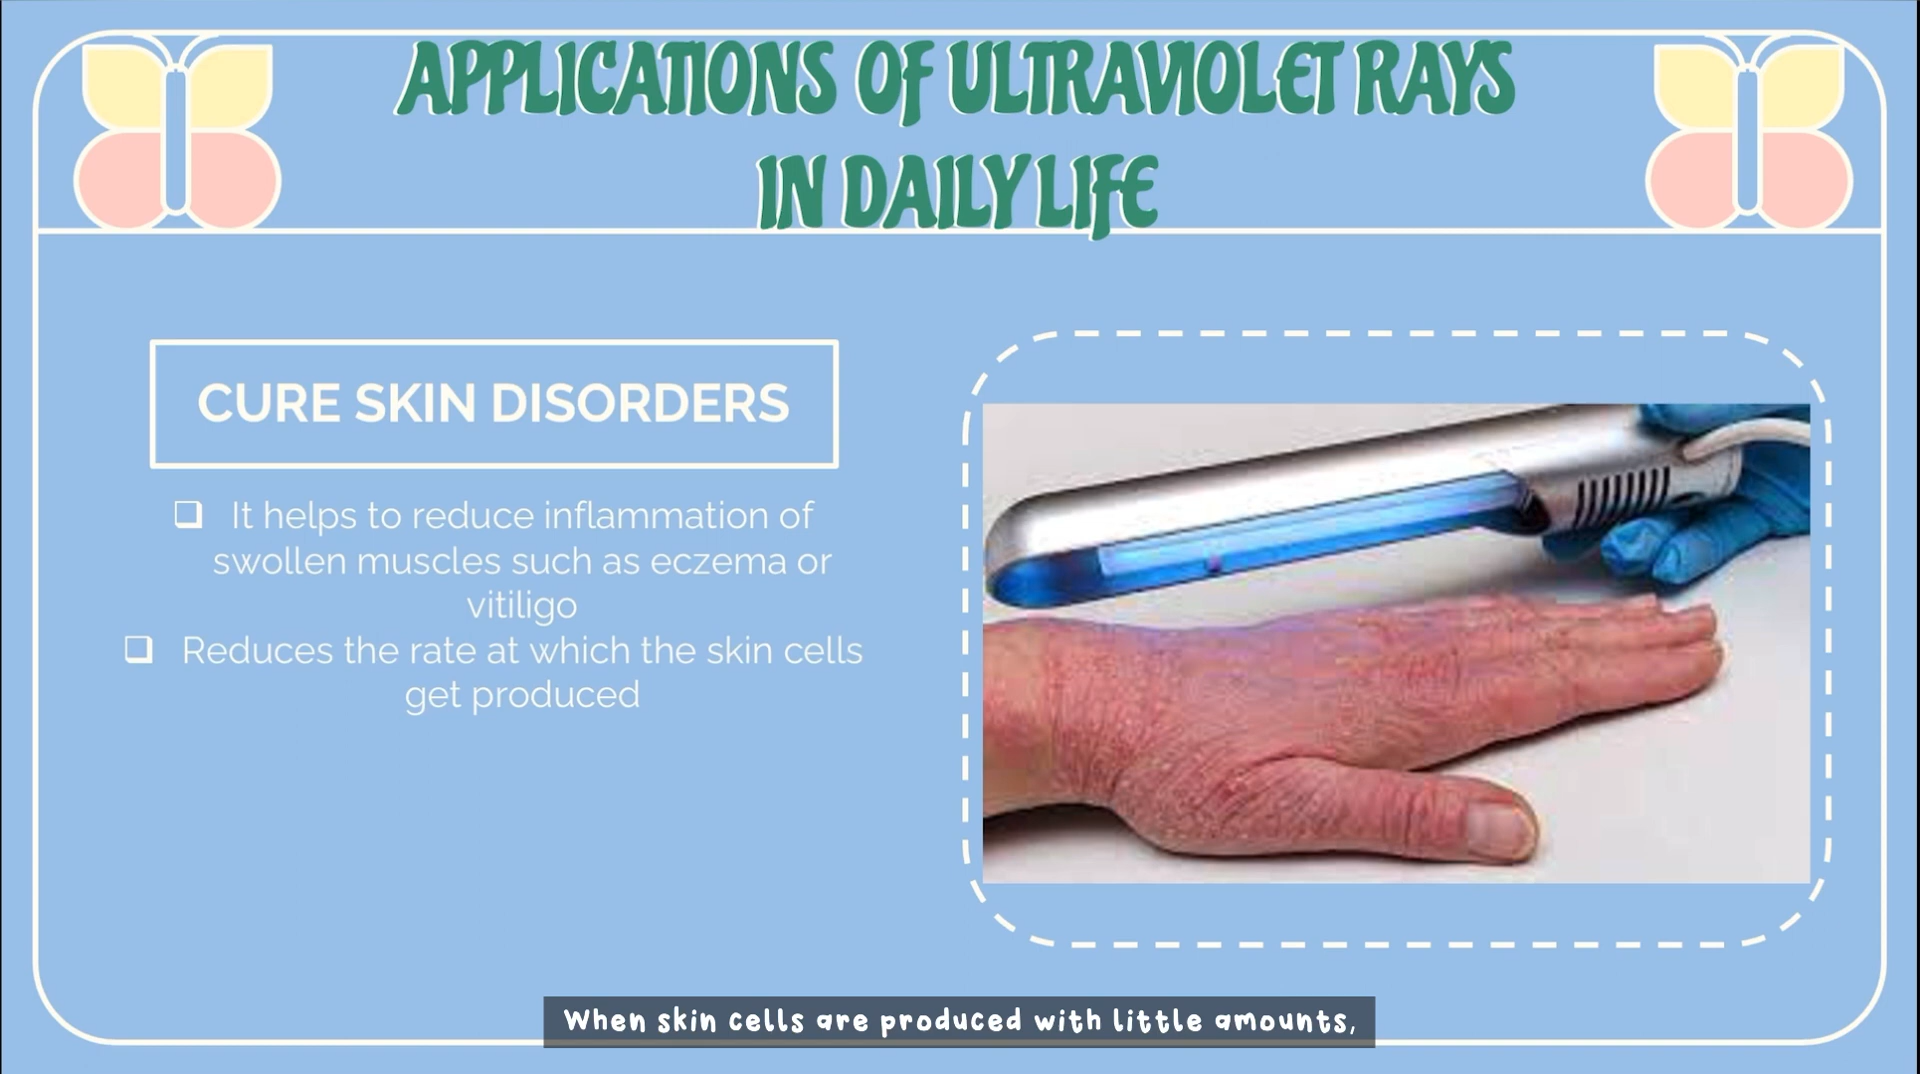 APPLICATIONS OF ULTRAVIOLET RAYS
IN DAILY LIFE
CURE SKIN DISORDERS
❑ It helps to reduce inflammation of
swollen muscles such as eczema or
vitiligo
❑ Reduces the rate at which the skin cells
get produced
When skin cells are produced with little amounts,